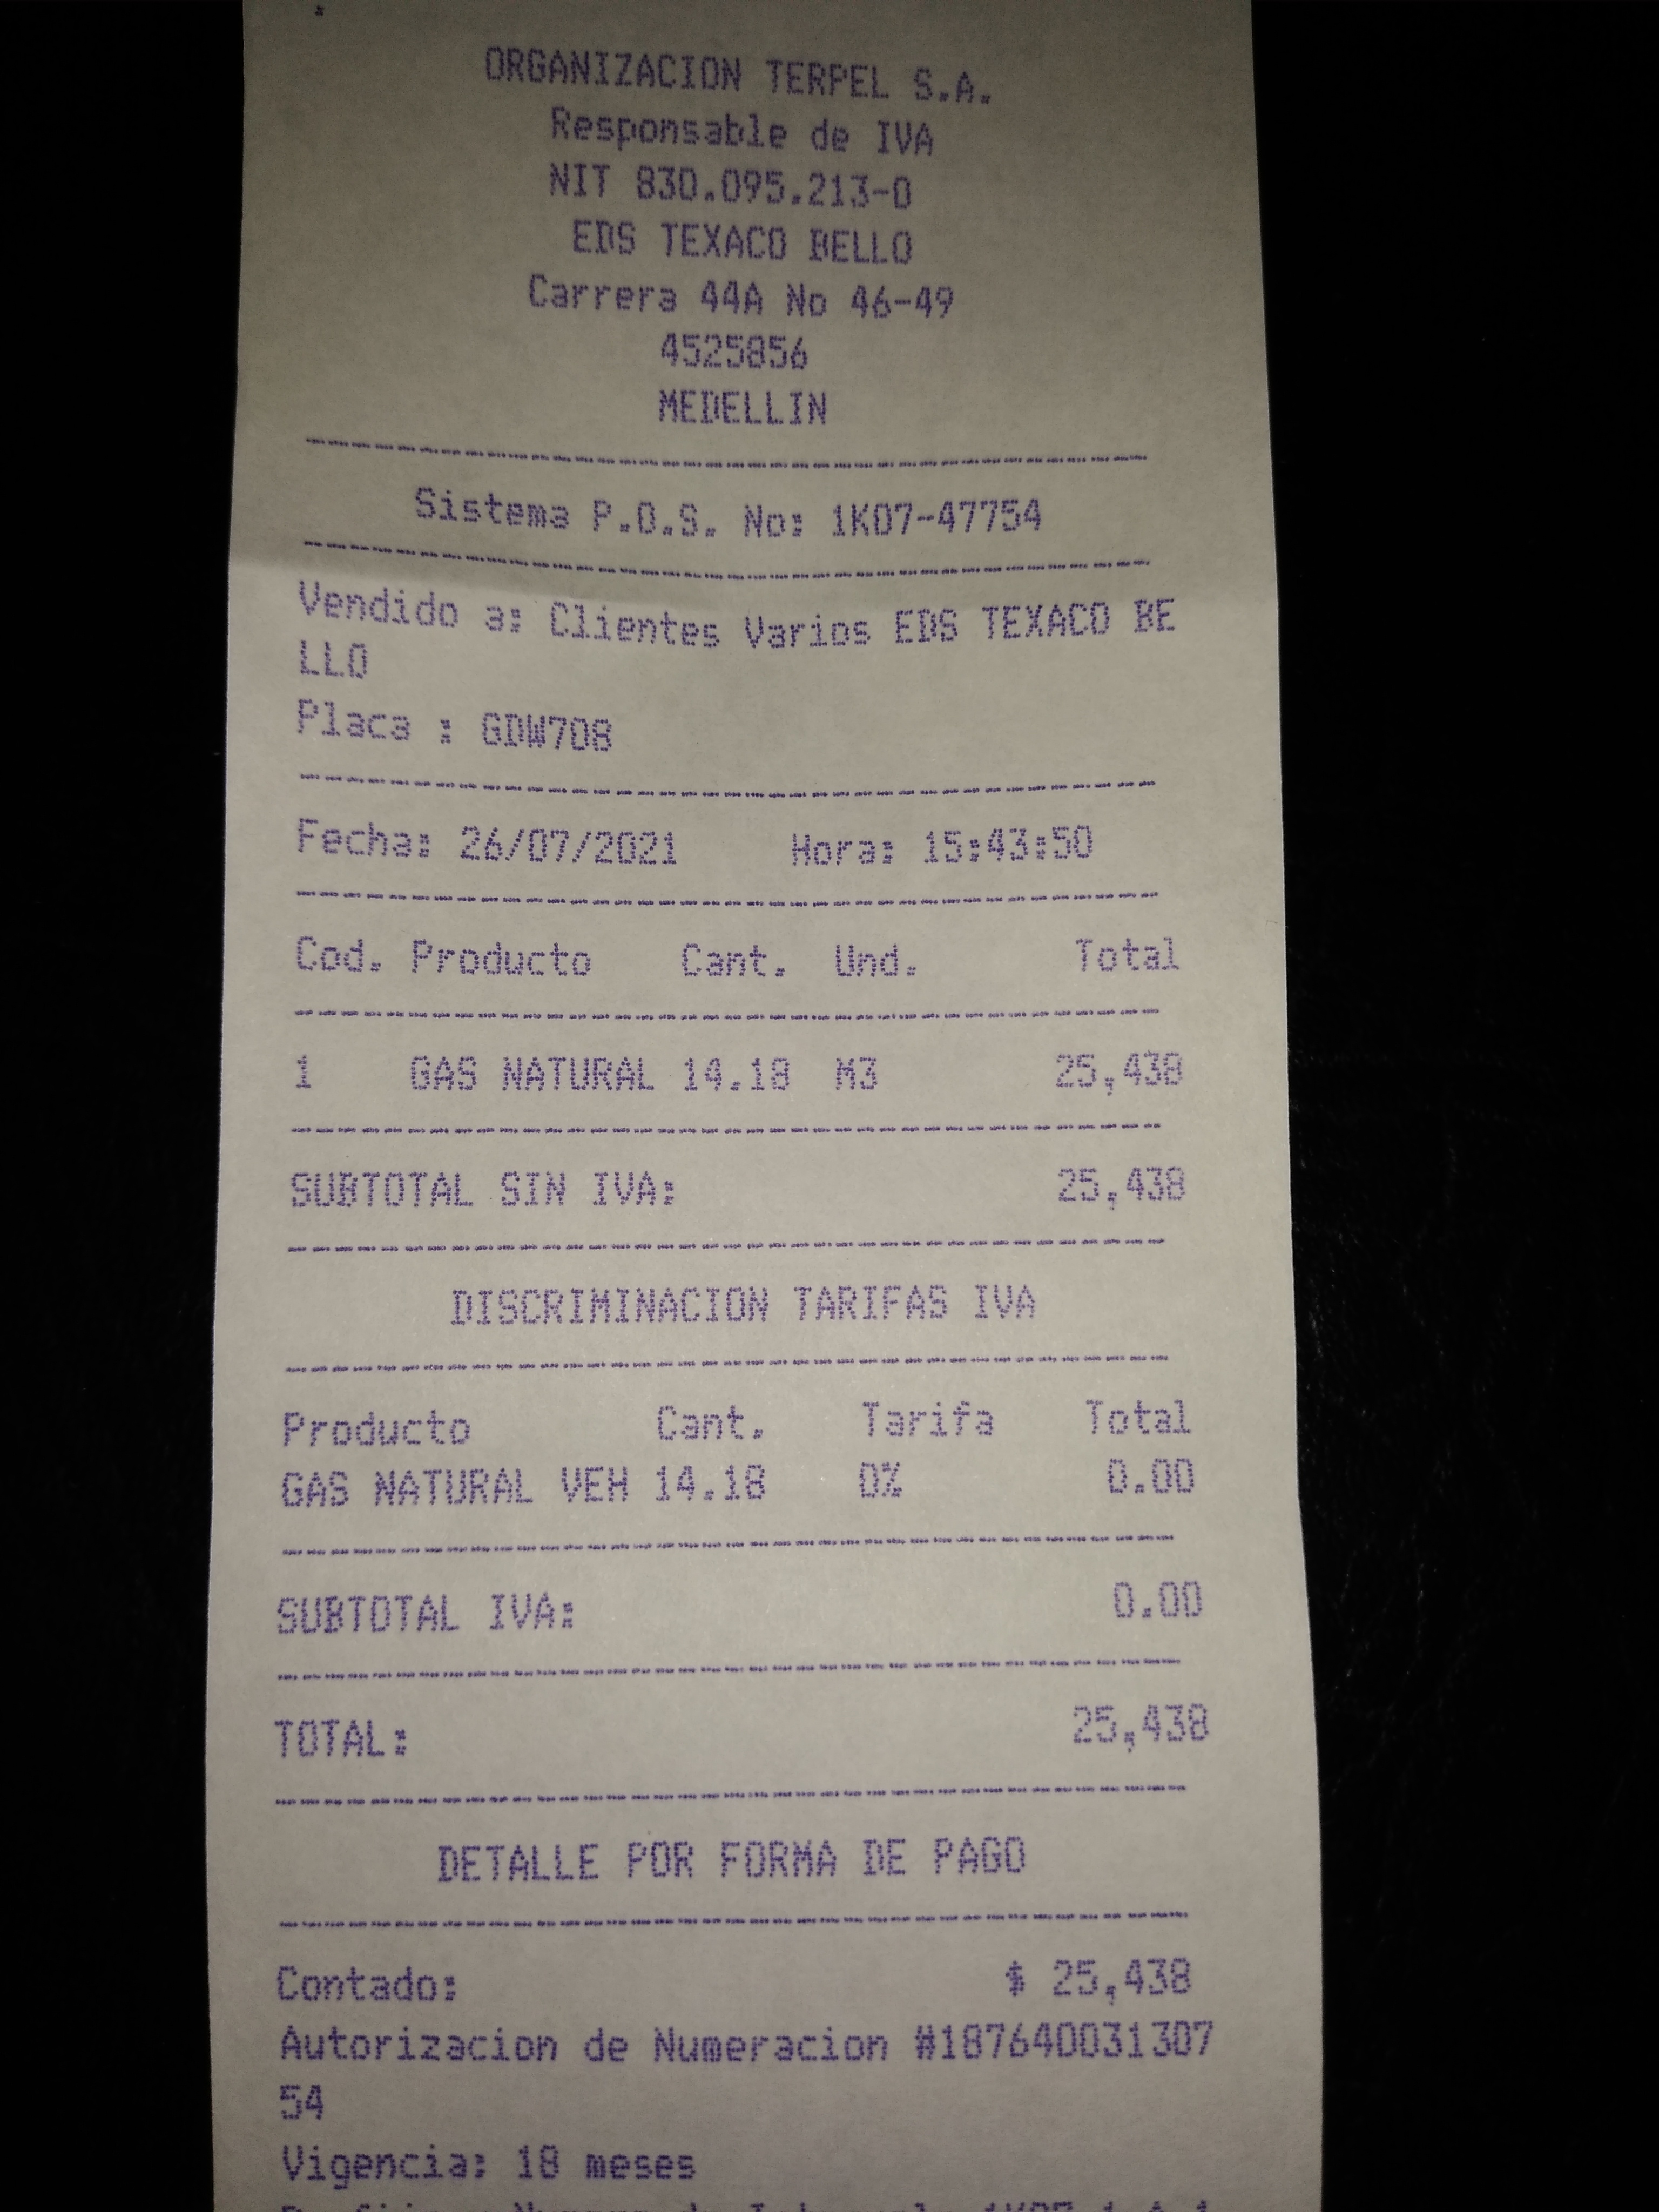 ORGANIZACION TERPEL S.A.
Responsable de IVA
NIT 830.095.213-0
EDS TEXACO BELLO
Carrera 44A No 46-49
4525856
MEDELLIN
Sistema P.O.S. No: 1K07-47754
Vendido a: Clientes Varios EDS TEXACO BE
LLO
Placa : GDW708
Fecha: 26/07/2021 Hora: 15:43:50
Cod. Producto Cant. Und. Total
1 GAS NATURAL 14.18 M3 25,438
SUBTOTAL SIN IVA: 25,438
DISCRIMINACION TARIFAS IVA
Producto Cant. Tarifa Total
GAS NATURAL VEH 14.18 0% 0.00
SUBTOTAL IVA: 0.00
TOTAL: 25,438
DETALLE POR FORMA DE PAGO
Contado: $ 25,438
Autorizacion de Numeracion #187640031307
54
Vigencia: 18 meses